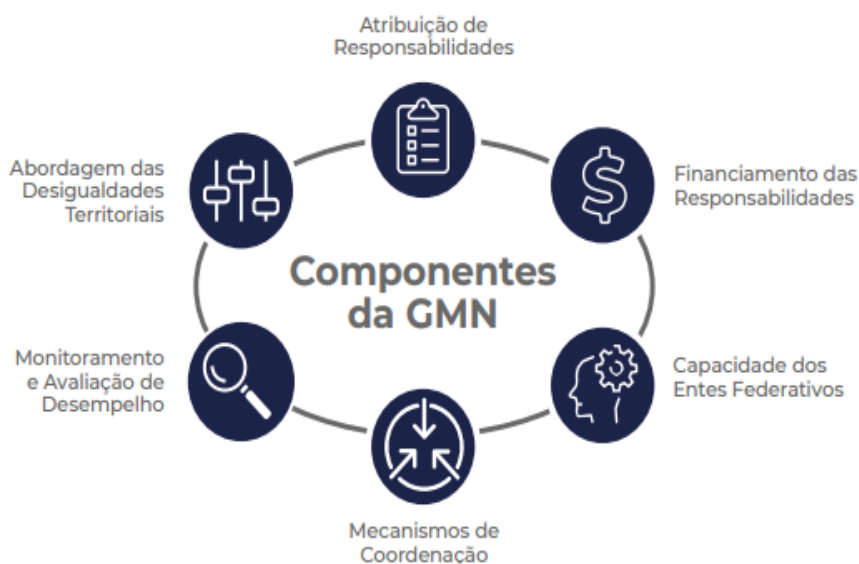 Atribuição de
Responsabilidades
Financiamento das
Responsabilidades
Capacidade dos
Entes Federativos
Mecanismos de
Coordenação
Monitoramento
e Avaliação de
Desempelho
Abordagem das
Desigualdades
Territoriais
Componentes
da GMN
$